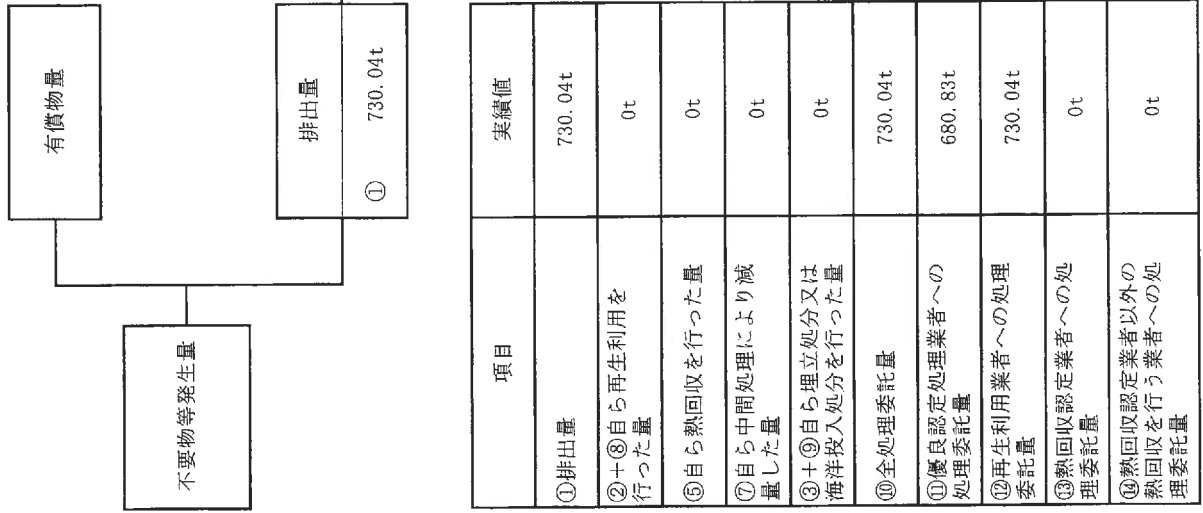 不要物等発生量
有償物量
排出量
① 730.04t
項目 実績値
①排出量 730.04t
②+⑧自ら再生利用を
行った量 0t
⑤自ら熱回収を行った量 0t
⑦自ら中間処理により減
量した量 0t
③+⑨自ら埋立処分又は
海洋投入処分を行った量 0t
⑩全処理委託量 730.04t
⑪優良認定処理業者への
処理委託量 680.83t
⑫再生利用業者への処理
委託量 730.04t
⑬熱回収認定業者への処
理委託量 0t
⑭熱回収認定業者以外の
熱回収を行う業者への処
理委託量 0t